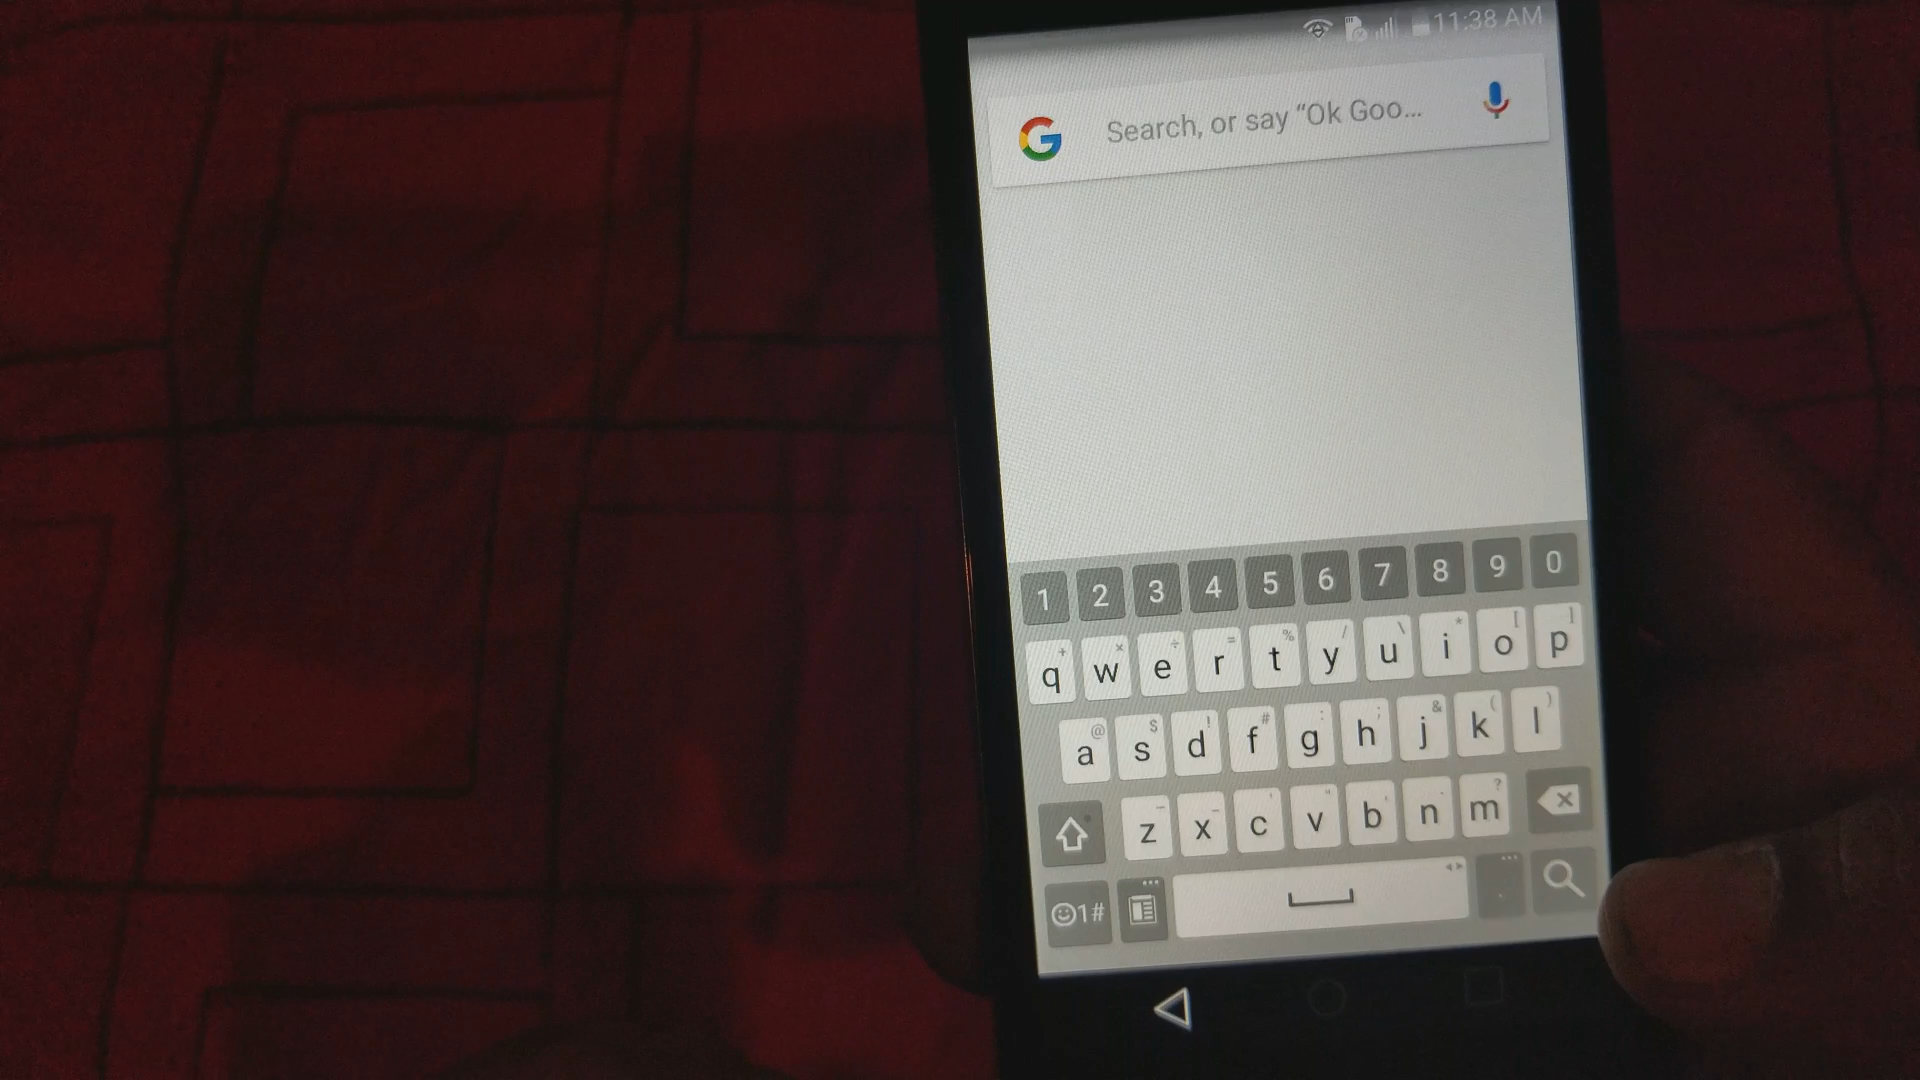 11:38 AM
G Search, or say “Ok Goo...
1 2 3 4 5 6 7 8 9 0
+ × ÷ = % / \ * [ ]
q w e r t y u i o p
@ $ ! # : ; & ( )
a s d f g h j k l
?
z x c v b n m
1# .